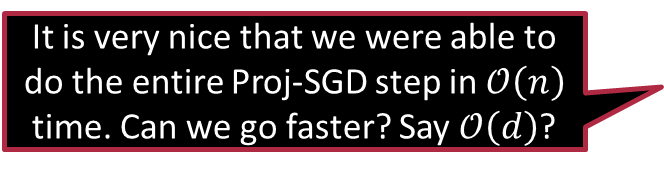 It is very nice that we were able to
do the entire Proj-SGD step in 𝒪(𝑛)
time. Can we go faster? Say 𝒪(𝑑)?